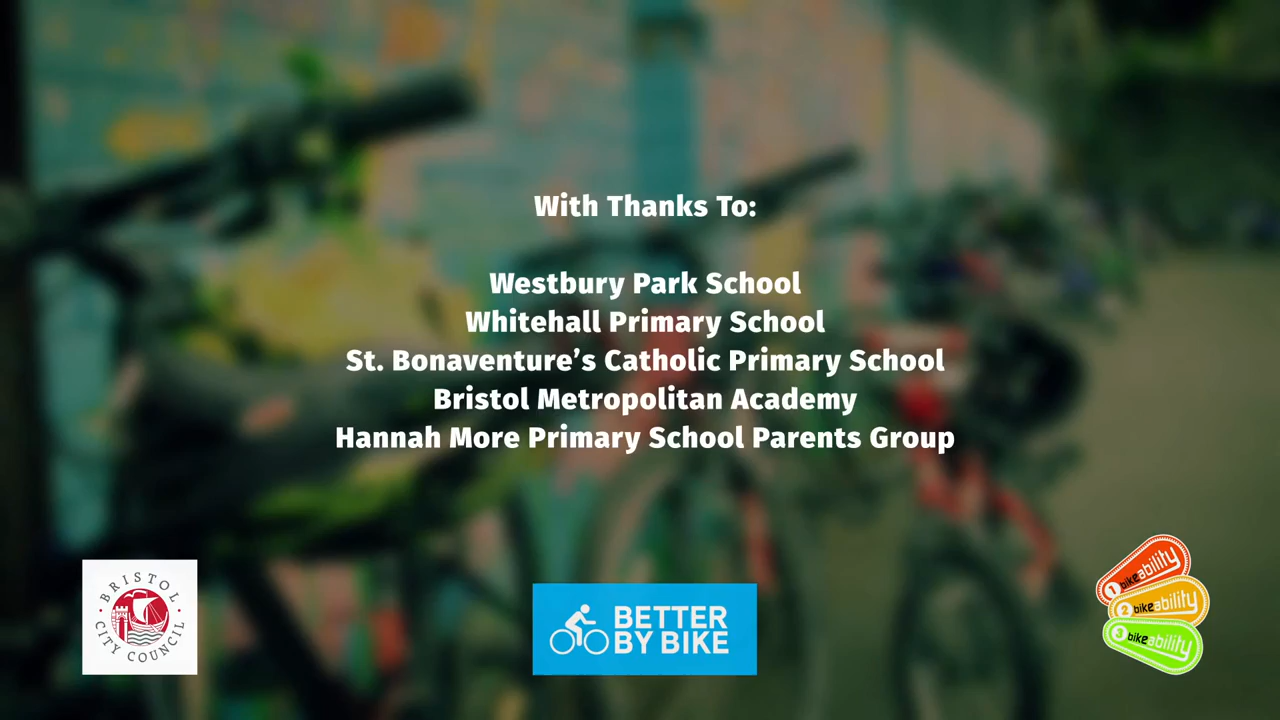 With Thanks To:
Westbury Park School
Whitehall Primary School
St. Bonaventure’s Catholic Primary School
Bristol Metropolitan Academy
Hannah More Primary School Parents Group
BRISTOL
CITY COUNCIL
BETTER
BY BIKE
1 bikeability
2 bikeability
3 bikeability